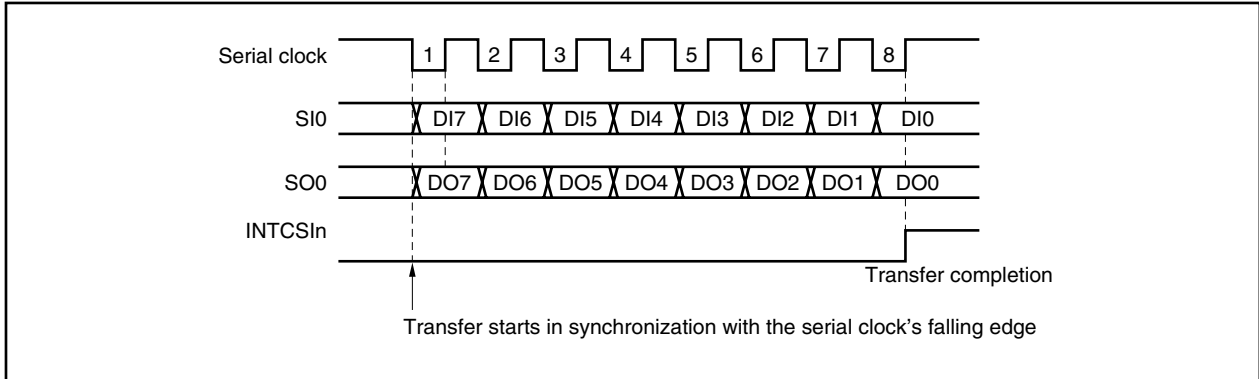 Serial clock 1 2 3 4 5 6 7 8
SI0 DI7 DI6 DI5 DI4 DI3 DI2 DI1 DI0
SO0 DO7 DO6 DO5 DO4 DO3 DO2 DO1 DO0
INTCSIn
Transfer completion
Transfer starts in synchronization with the serial clock's falling edge